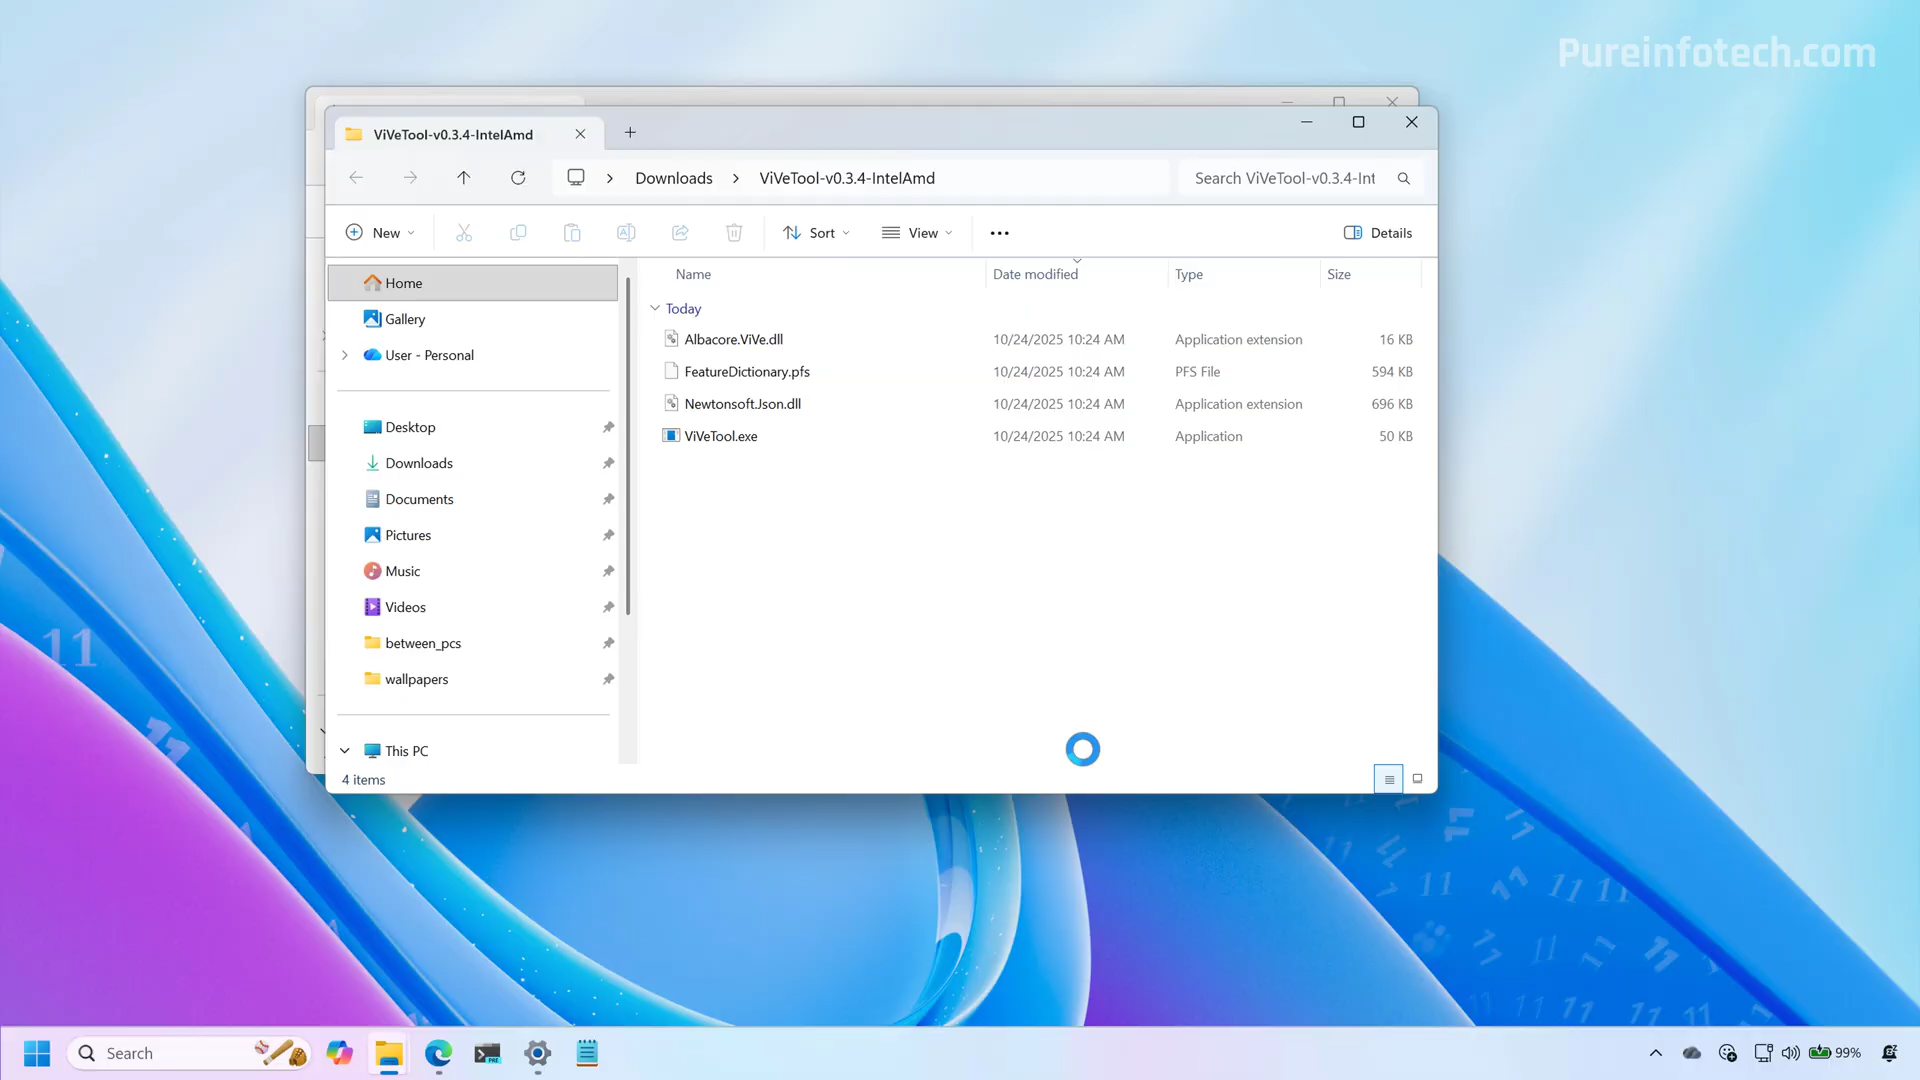 Pureinfotech.com
ViVeTool-v0.3.4-IntelAmd
Downloads
ViVeTool-v0.3.4-IntelAmd
Search ViVeTool-v0.3.4-Int
New
Sort
View
Details
Home
Gallery
User - Personal
Desktop
Downloads
Documents
Pictures
Music
Videos
between_pcs
wallpapers
This PC
Name Date modified Type Size
Today
Albacore.ViVe.dll 10/24/2025 10:24 AM Application extension 16 KB
FeatureDictionary.pfs 10/24/2025 10:24 AM PFS File 594 KB
Newtonsoft.Json.dll 10/24/2025 10:24 AM Application extension 696 KB
ViVeTool.exe 10/24/2025 10:24 AM Application 50 KB
4 items
11
11
11
11
Search
PRE
99%